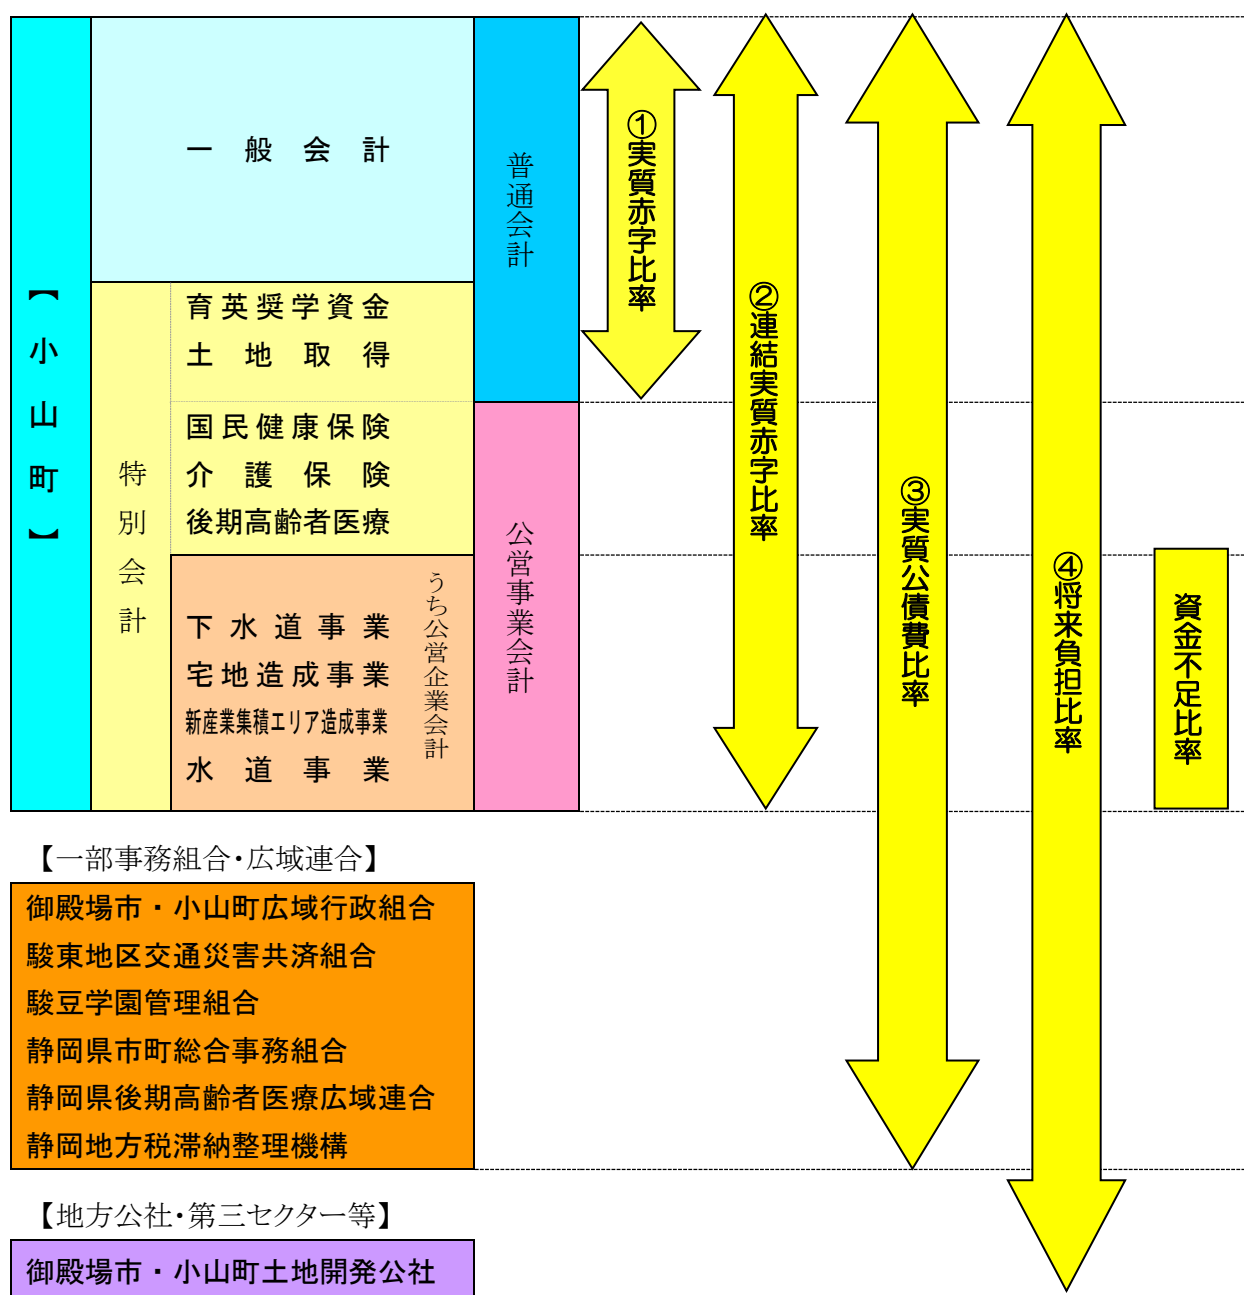 【小山町】
一般会計
特別会計
育英奨学資金
土地取得
国民健康保険
介護保険
後期高齢者医療
下水道事業
宅地造成事業
新産業集積エリア造成事業
水道事業
うち公営企業会計
普通会計
公営事業会計
①実質赤字比率
②連結実質赤字比率
③実質公債費比率
④将来負担比率
資金不足比率
【一部事務組合・広域連合】
御殿場市・小山町広域行政組合
駿東地区交通災害共済組合
駿豆学園管理組合
静岡県市町総合事務組合
静岡県後期高齢者医療広域連合
静岡地方税滞納整理機構
【地方公社・第三セクター等】
御殿場市・小山町土地開発公社